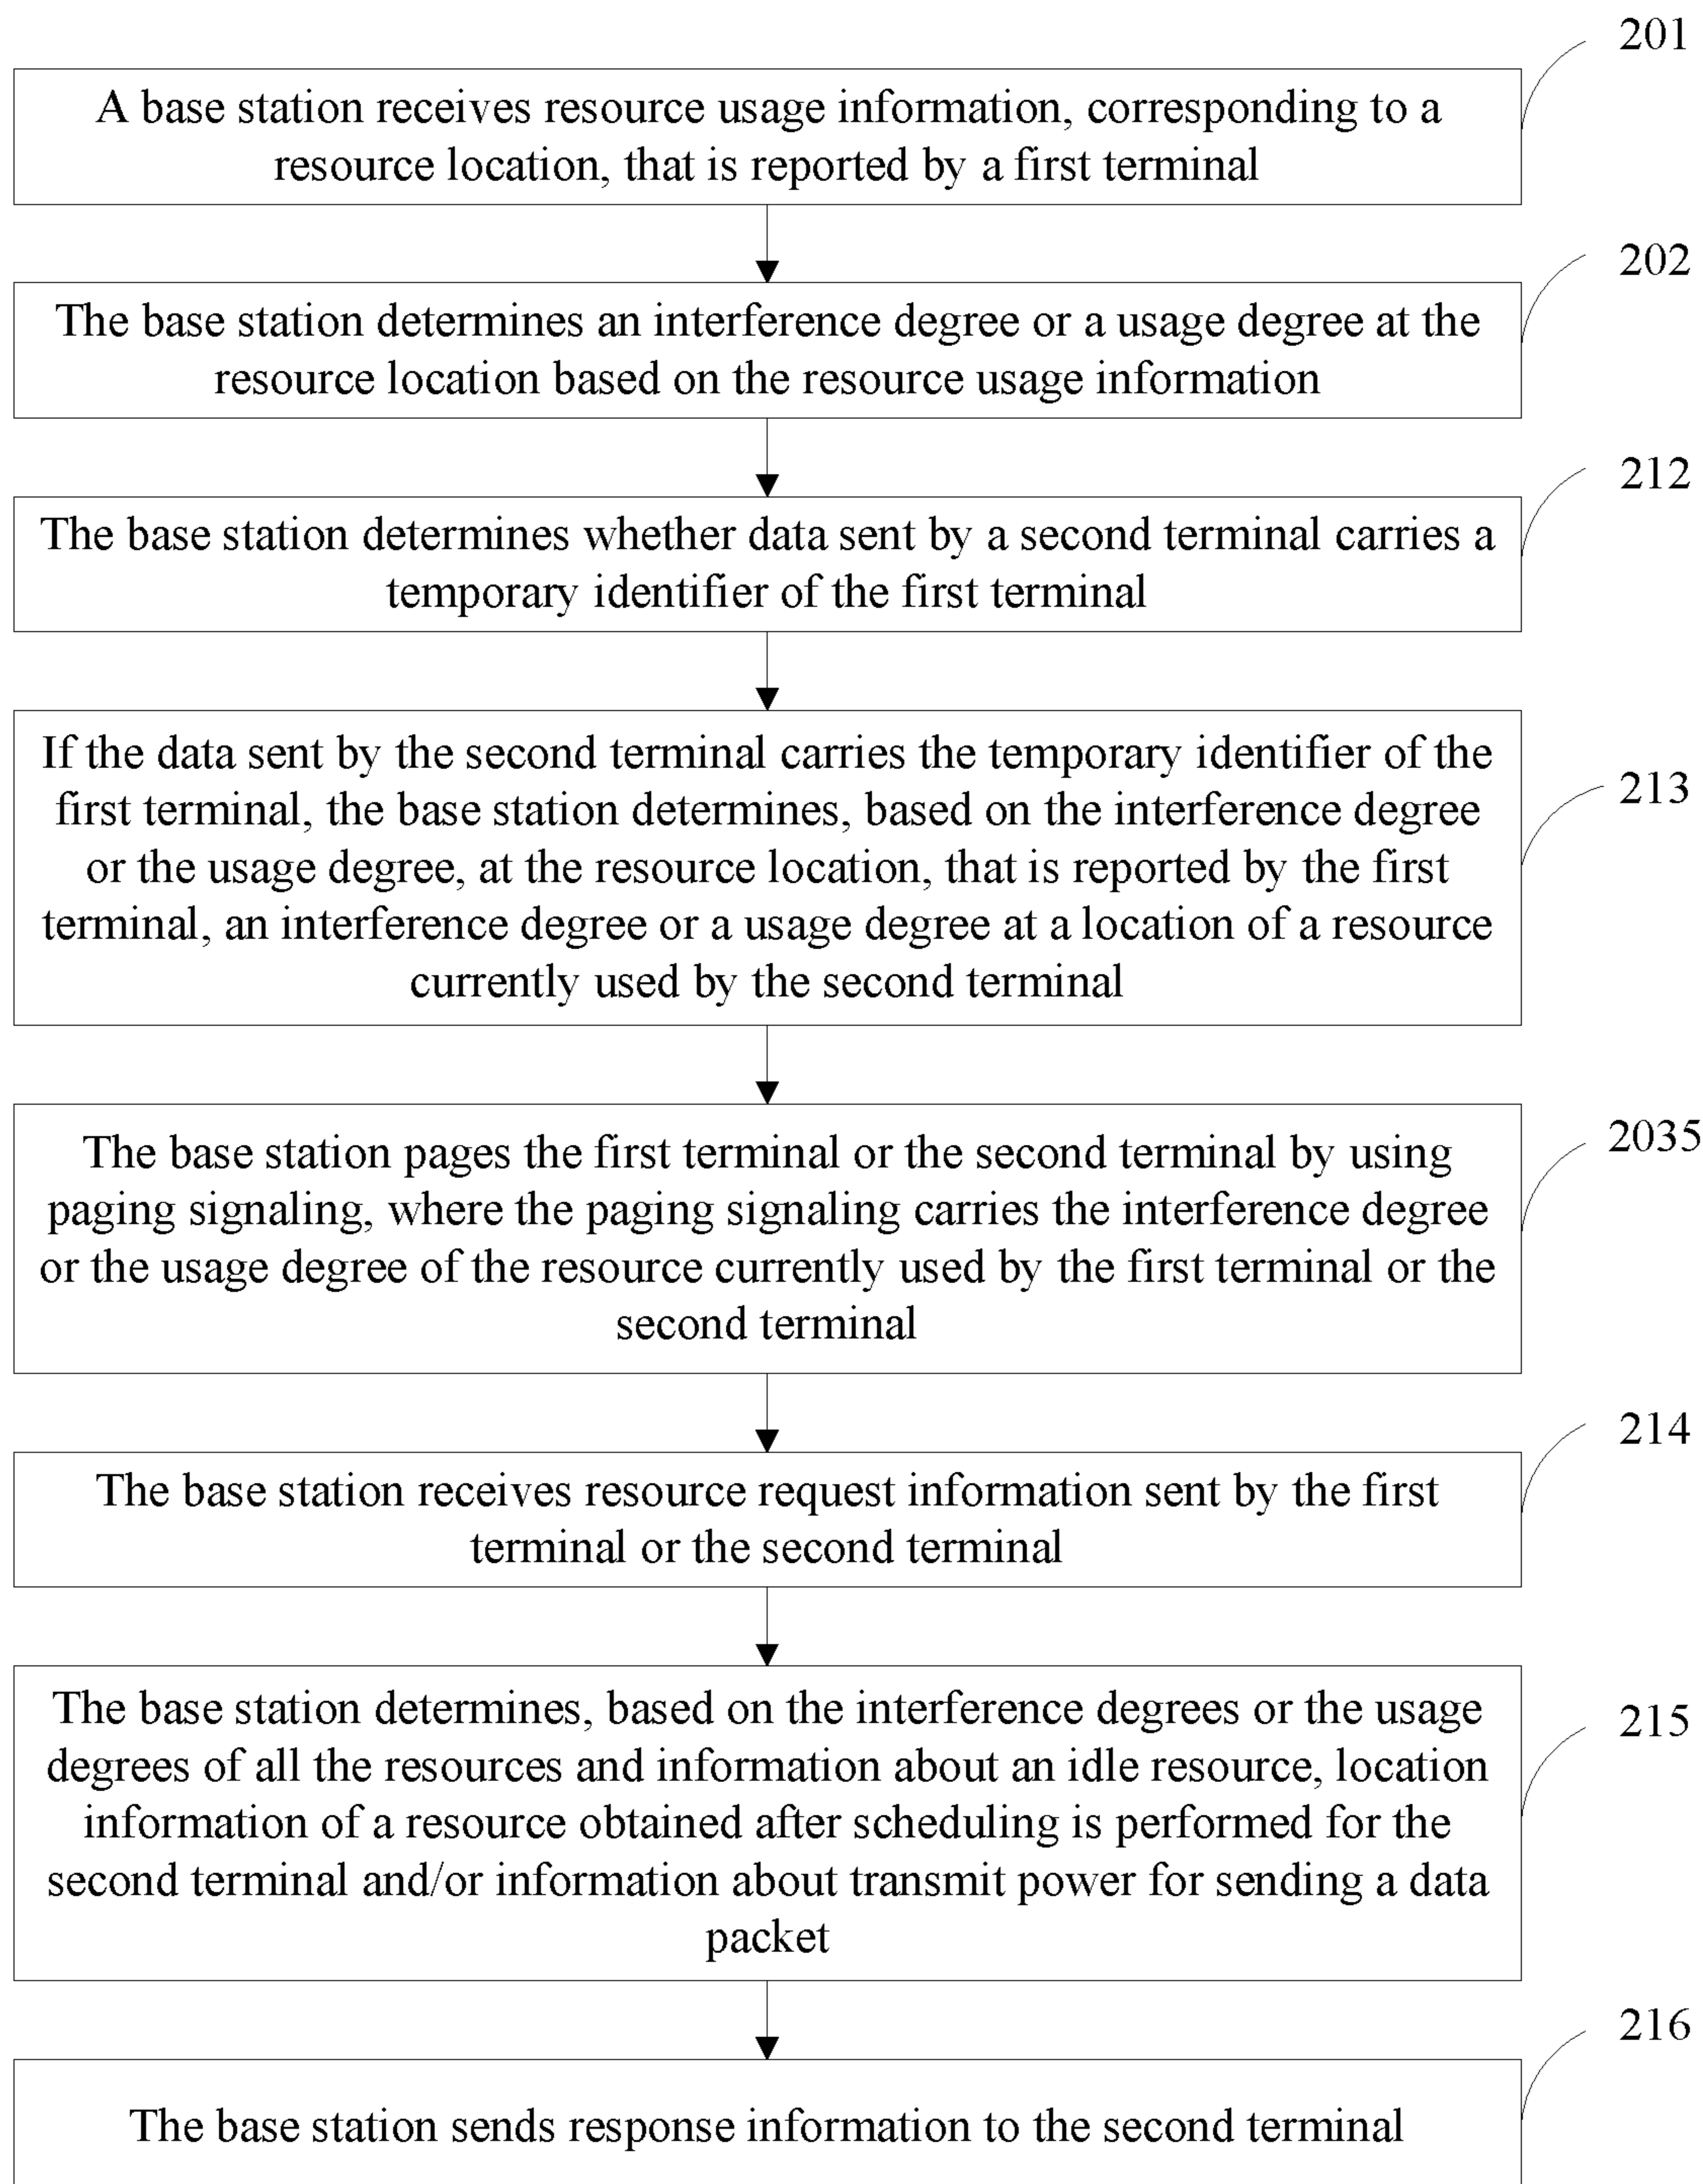 201
A base station receives resource usage information, corresponding to a
resource location, that is reported by a first terminal
202
The base station determines an interference degree or a usage degree at the
resource location based on the resource usage information
212
The base station determines whether data sent by a second terminal carries a
temporary identifier of the first terminal
213
If the data sent by the second terminal carries the temporary identifier of the
first terminal, the base station determines, based on the interference degree
or the usage degree, at the resource location, that is reported by the first
terminal, an interference degree or a usage degree at a location of a resource
currently used by the second terminal
2035
The base station pages the first terminal or the second terminal by using
paging signaling, where the paging signaling carries the interference degree
or the usage degree of the resource currently used by the first terminal or the
second terminal
214
The base station receives resource request information sent by the first
terminal or the second terminal
215
The base station determines, based on the interference degrees or the usage
degrees of all the resources and information about an idle resource, location
information of a resource obtained after scheduling is performed for the
second terminal and/or information about transmit power for sending a data
packet
216
The base station sends response information to the second terminal